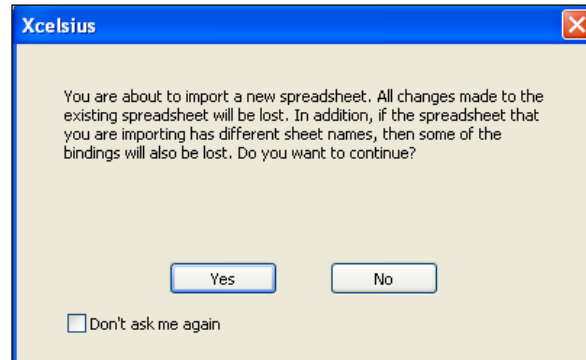 Xcelsius
You are about to import a new spreadsheet. All changes made to the
existing spreadsheet will be lost. In addition, if the spreadsheet that
you are importing has different sheet names, then some of the
bindings will also be lost. Do you want to continue?
Yes No
Don't ask me again